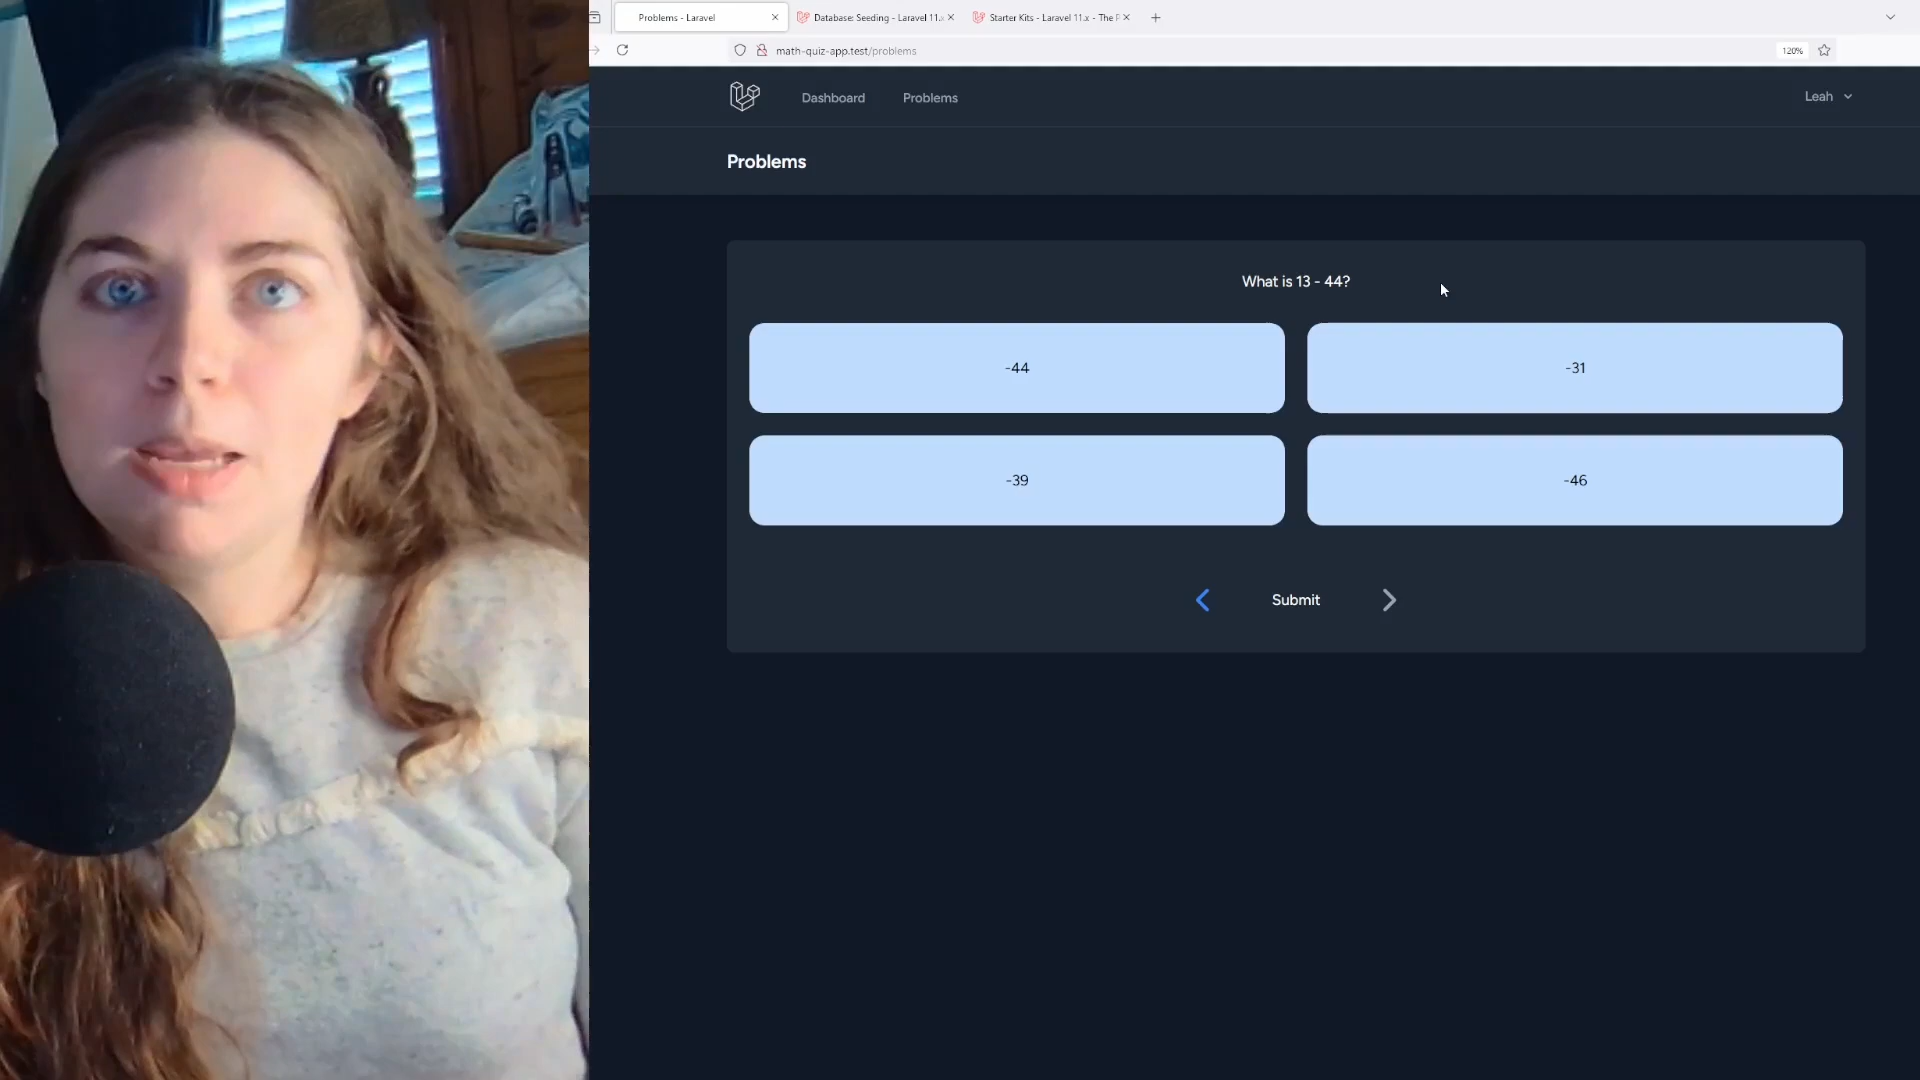 Problems - Laravel
Database: Seeding - Laravel 11.
Starter Kits - Laravel 11.x - The
math-quiz-app.test/problems
120%
Dashboard
Problems
Leah
Problems
What is 13 - 44?
-44
-31
-39
-46
Submit